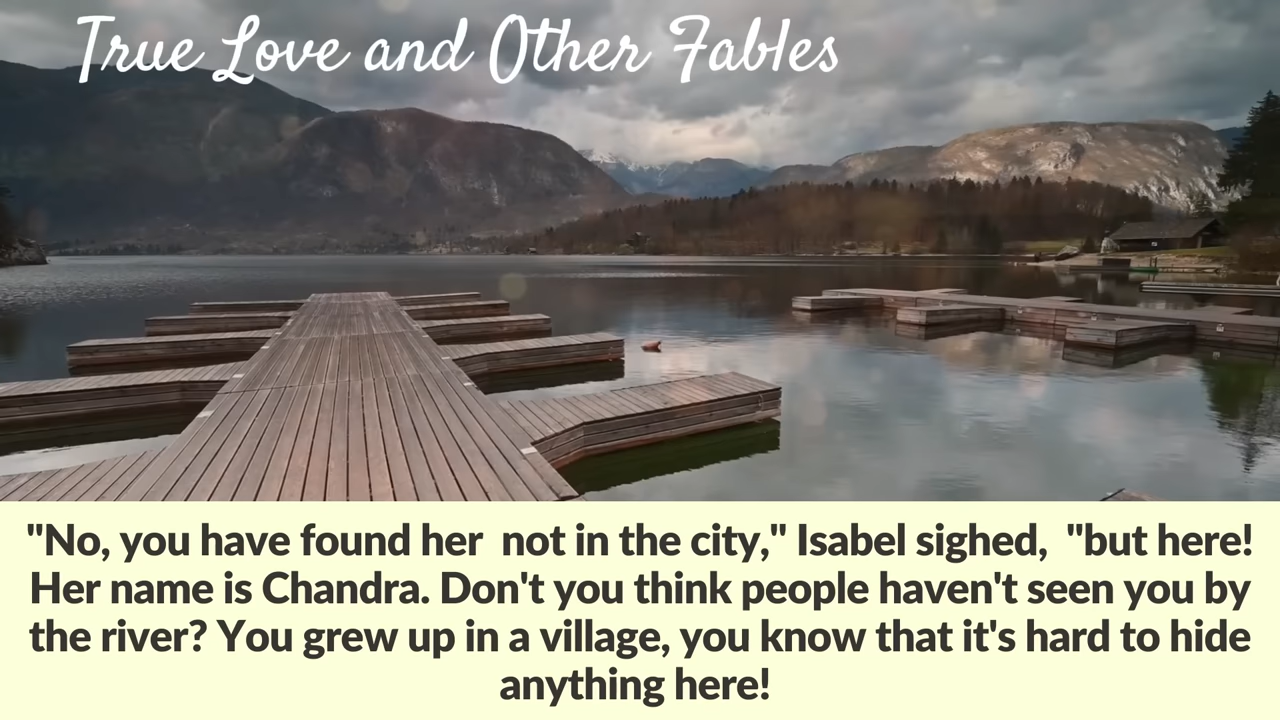 True Love and Other Fables
"No, you have found her  not in the city," Isabel sighed,  "but here!
Her name is Chandra. Don't you think people haven't seen you by
the river? You grew up in a village, you know that it's hard to hide
anything here!